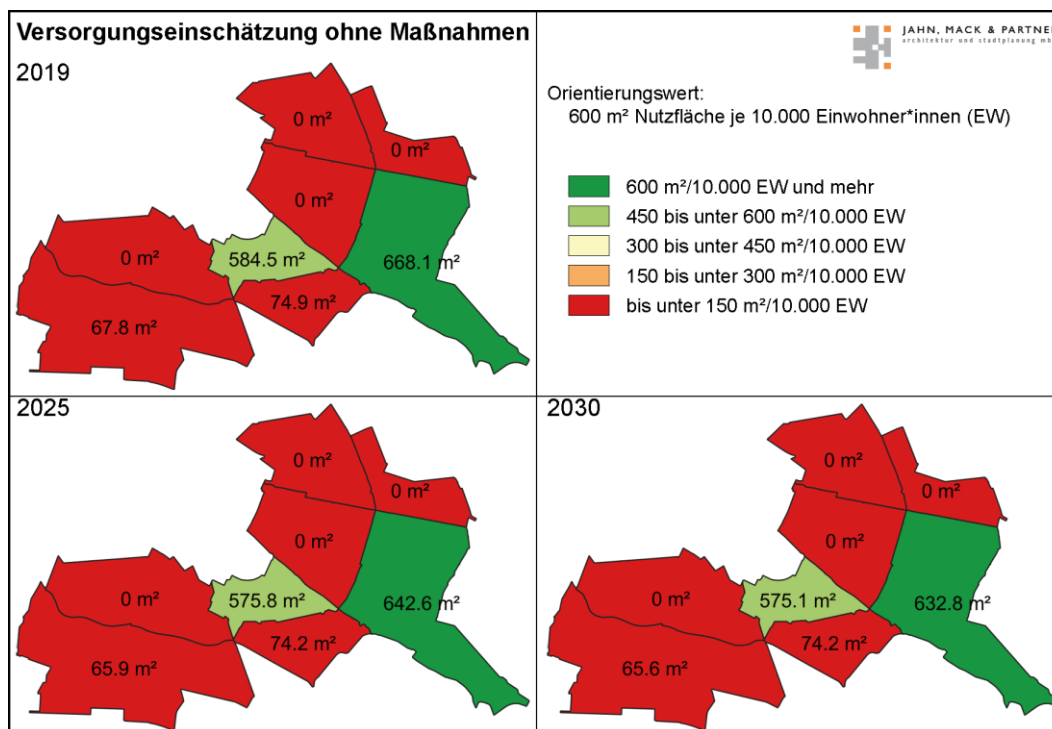 Versorgungseinschätzung ohne Maßnahmen
JAHN, MACK & PARTNER
architektur und stadtplanung mb
Orientierungswert:
600 m² Nutzfläche je 10.000 Einwohner*innen (EW)
600 m²/10.000 EW und mehr
450 bis unter 600 m²/10.000 EW
300 bis unter 450 m²/10.000 EW
150 bis unter 300 m²/10.000 EW
bis unter 150 m²/10.000 EW
2019
0 m²
0 m²
0 m²
0 m²
584.5 m²
668.1 m²
74.9 m²
67.8 m²
2025
0 m²
0 m²
0 m²
0 m²
575.8 m²
642.6 m²
74.2 m²
65.9 m²
2030
0 m²
0 m²
0 m²
0 m²
575.1 m²
632.8 m²
74.2 m²
65.6 m²